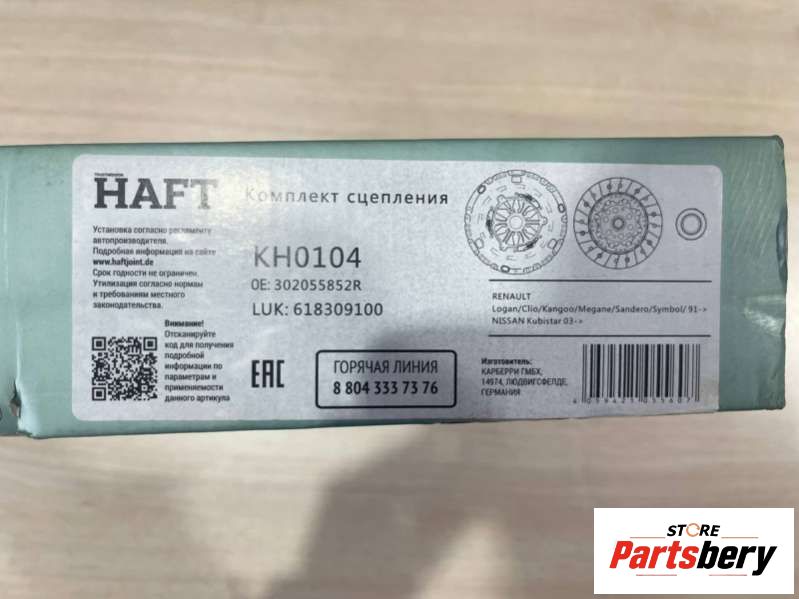 HAFT
Комплект сцепления
Установка согласно регламенте
автопроизводителя.
Подробная информация на сайте
www.haftjoint.de
Срок годности не ограничен.
Утилизация согласно нормам
и требованиям местного
законодательства.
Внимание!
Отсканируйте
код для получения
подробной
информации по
параметрам и
применяемости
данного артикула
KH0104
OE: 302055852R
LUK: 618309100
EAC
ГОРЯЧАЯ ЛИНИЯ
8 804 333 73 76
RENAULT
Logan/Clio/Kangoo/Megane/Sandero/Symbol/ 91->
NISSAN Kubistar 03->
Изготовитель:
КАРБЕРРИ ГМБХ,
14974, ЛЮДВИГСФЕЛДЕ,
ГЕРМАНИЯ
STORE
Partsbery